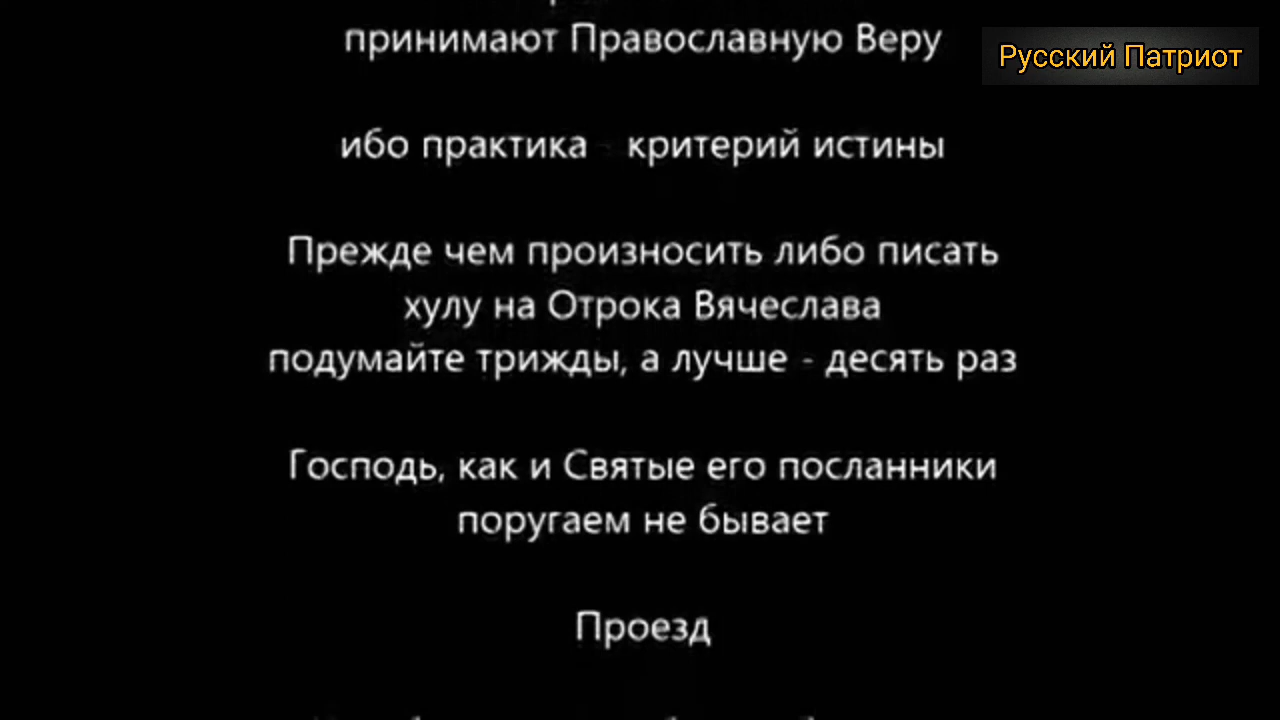 принимают Православную Веру
Русский Патриот
ибо практика - критерий истины
Прежде чем произносить либо писать
хулу на Отрока Вячеслава
подумайте трижды, а лучше - десять раз
Господь, как и Святые его посланники
поругаем не бывает
Проезд